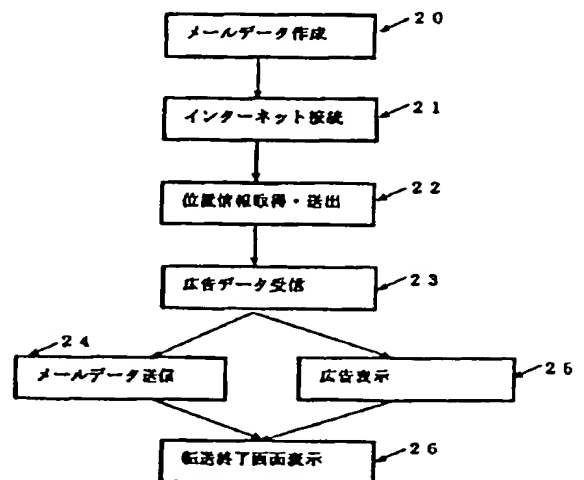 メールデータ作成 20
インターネット接続 21
位置情報取得・送出 22
広告データ受信 23
24
メールデータ送信
広告表示 25
転送終了画面表示 26